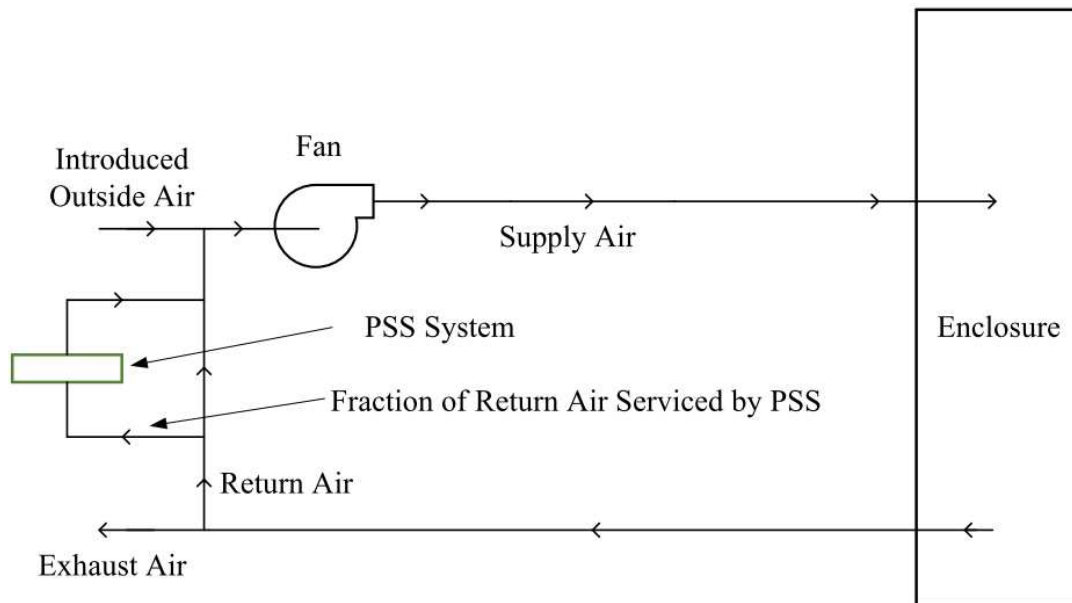 Fan
Introduced
Outside Air
Supply Air
PSS System
Enclosure
Fraction of Return Air Serviced by PSS
Return Air
Exhaust Air